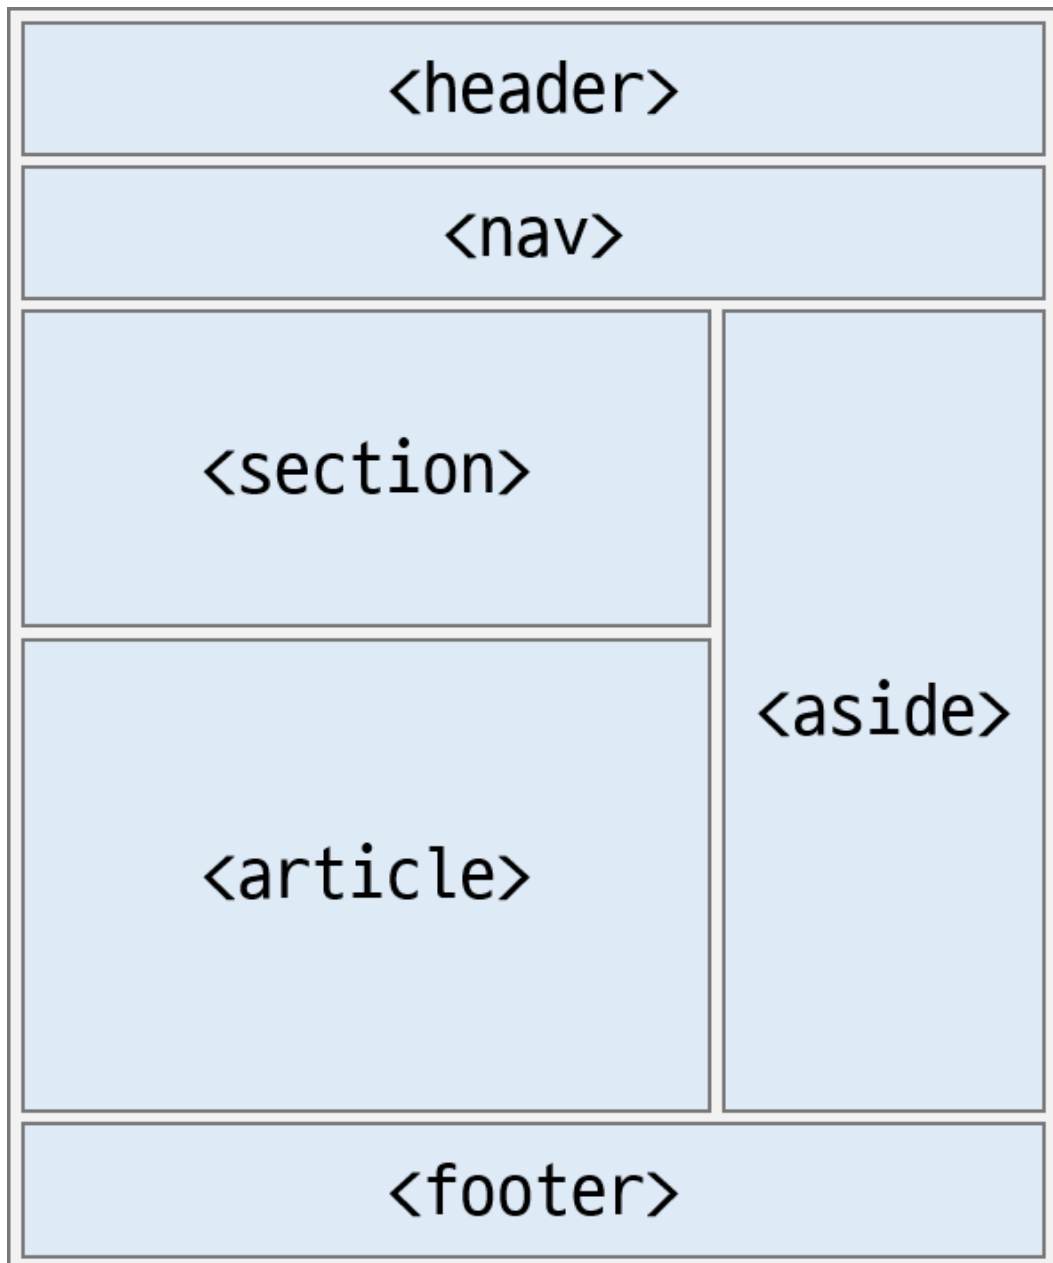 <header>
<nav>
<section>
<aside>
<article>
<footer>